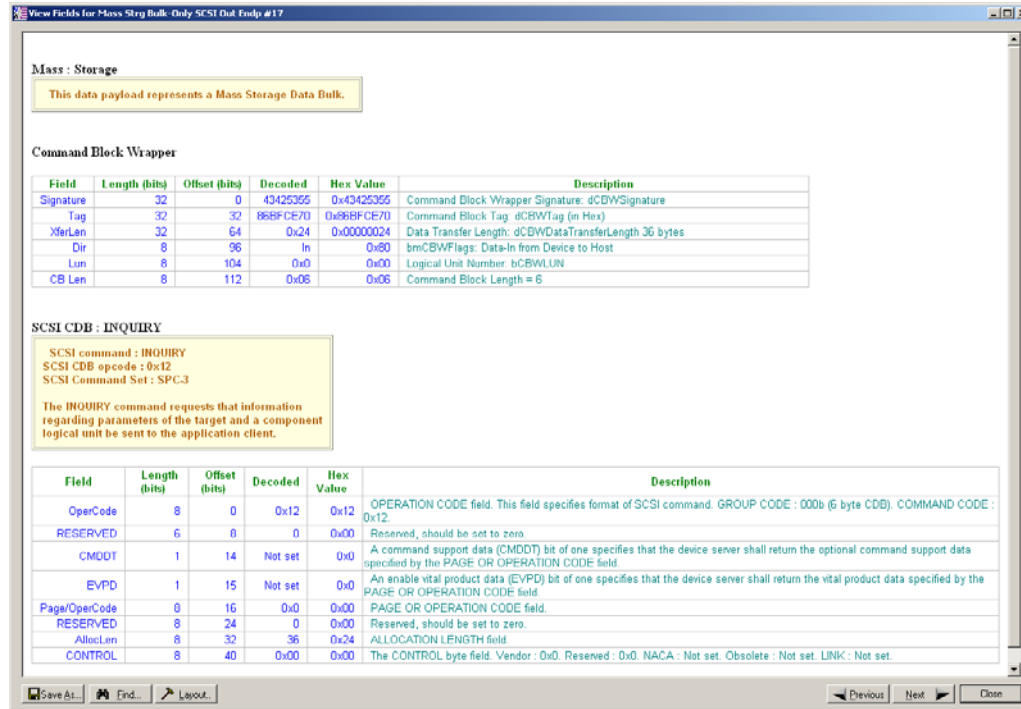 View Fields for Mass Strg Bulk-Only SCSI Out Endp #17
Mass : Storage
This data payload represents a Mass Storage Data Bulk.
Command Block Wrapper
Field Length (bits) Offset (bits) Decoded Hex Value Description
Signature 32 0 43425355 0x43425355 Command Block Wrapper Signature: dCBWSignature
Tag 32 32 86BFCE70 0x86BFCE70 Command Block Tag: dCBWTag (in Hex)
XferLen 32 64 0x24 0x00000024 Data Transfer Length: dCBWDataTransferLength 36 bytes
Dir 8 96 In 0x80 bmCBWFlags: Data-In from Device to Host
Lun 8 104 0x0 0x00 Logical Unit Number: bCBWLUN
CB Len 8 112 0x06 0x06 Command Block Length = 6
SCSI CDB : INQUIRY
SCSI command : INQUIRY
SCSI CDB opcode : 0x12
SCSI Command Set : SPC-3
The INQUIRY command requests that information
regarding parameters of the target and a component
logical unit be sent to the application client.
Field Length (bits) Offset (bits) Decoded Hex Value Description
OperCode 8 0 0x12 0x12 OPERATION CODE field. This field specifies format of SCSI command. GROUP CODE : 000b (6 byte CDB). COMMAND CODE :
0x12.
RESERVED 6 8 0 0x00 Reserved, should be set to zero.
CMDDT 1 14 Not set 0x0 A command support data (CMDDT) bit of one specifies that the device server shall return the optional command support data
specified by the PAGE OR OPERATION CODE field.
EVPD 1 15 Not set 0x0 An enable vital product data (EVPD) bit of one specifies that the device server shall return the vital product data specified by the
PAGE OR OPERATION CODE field.
Page/OperCode 8 16 0x0 0x00 PAGE OR OPERATION CODE field.
RESERVED 8 24 0 0x00 Reserved, should be set to zero.
AllocLen 8 32 36 0x24 ALLOCATION LENGTH field.
CONTROL 8 40 0x00 0x00 The CONTROL byte field. Vendor : 0x0. Reserved : 0x0. NACA : Not set. Obsolete : Not set. LINK : Not set.
Save As... Find... Layout.. Previous Next Close